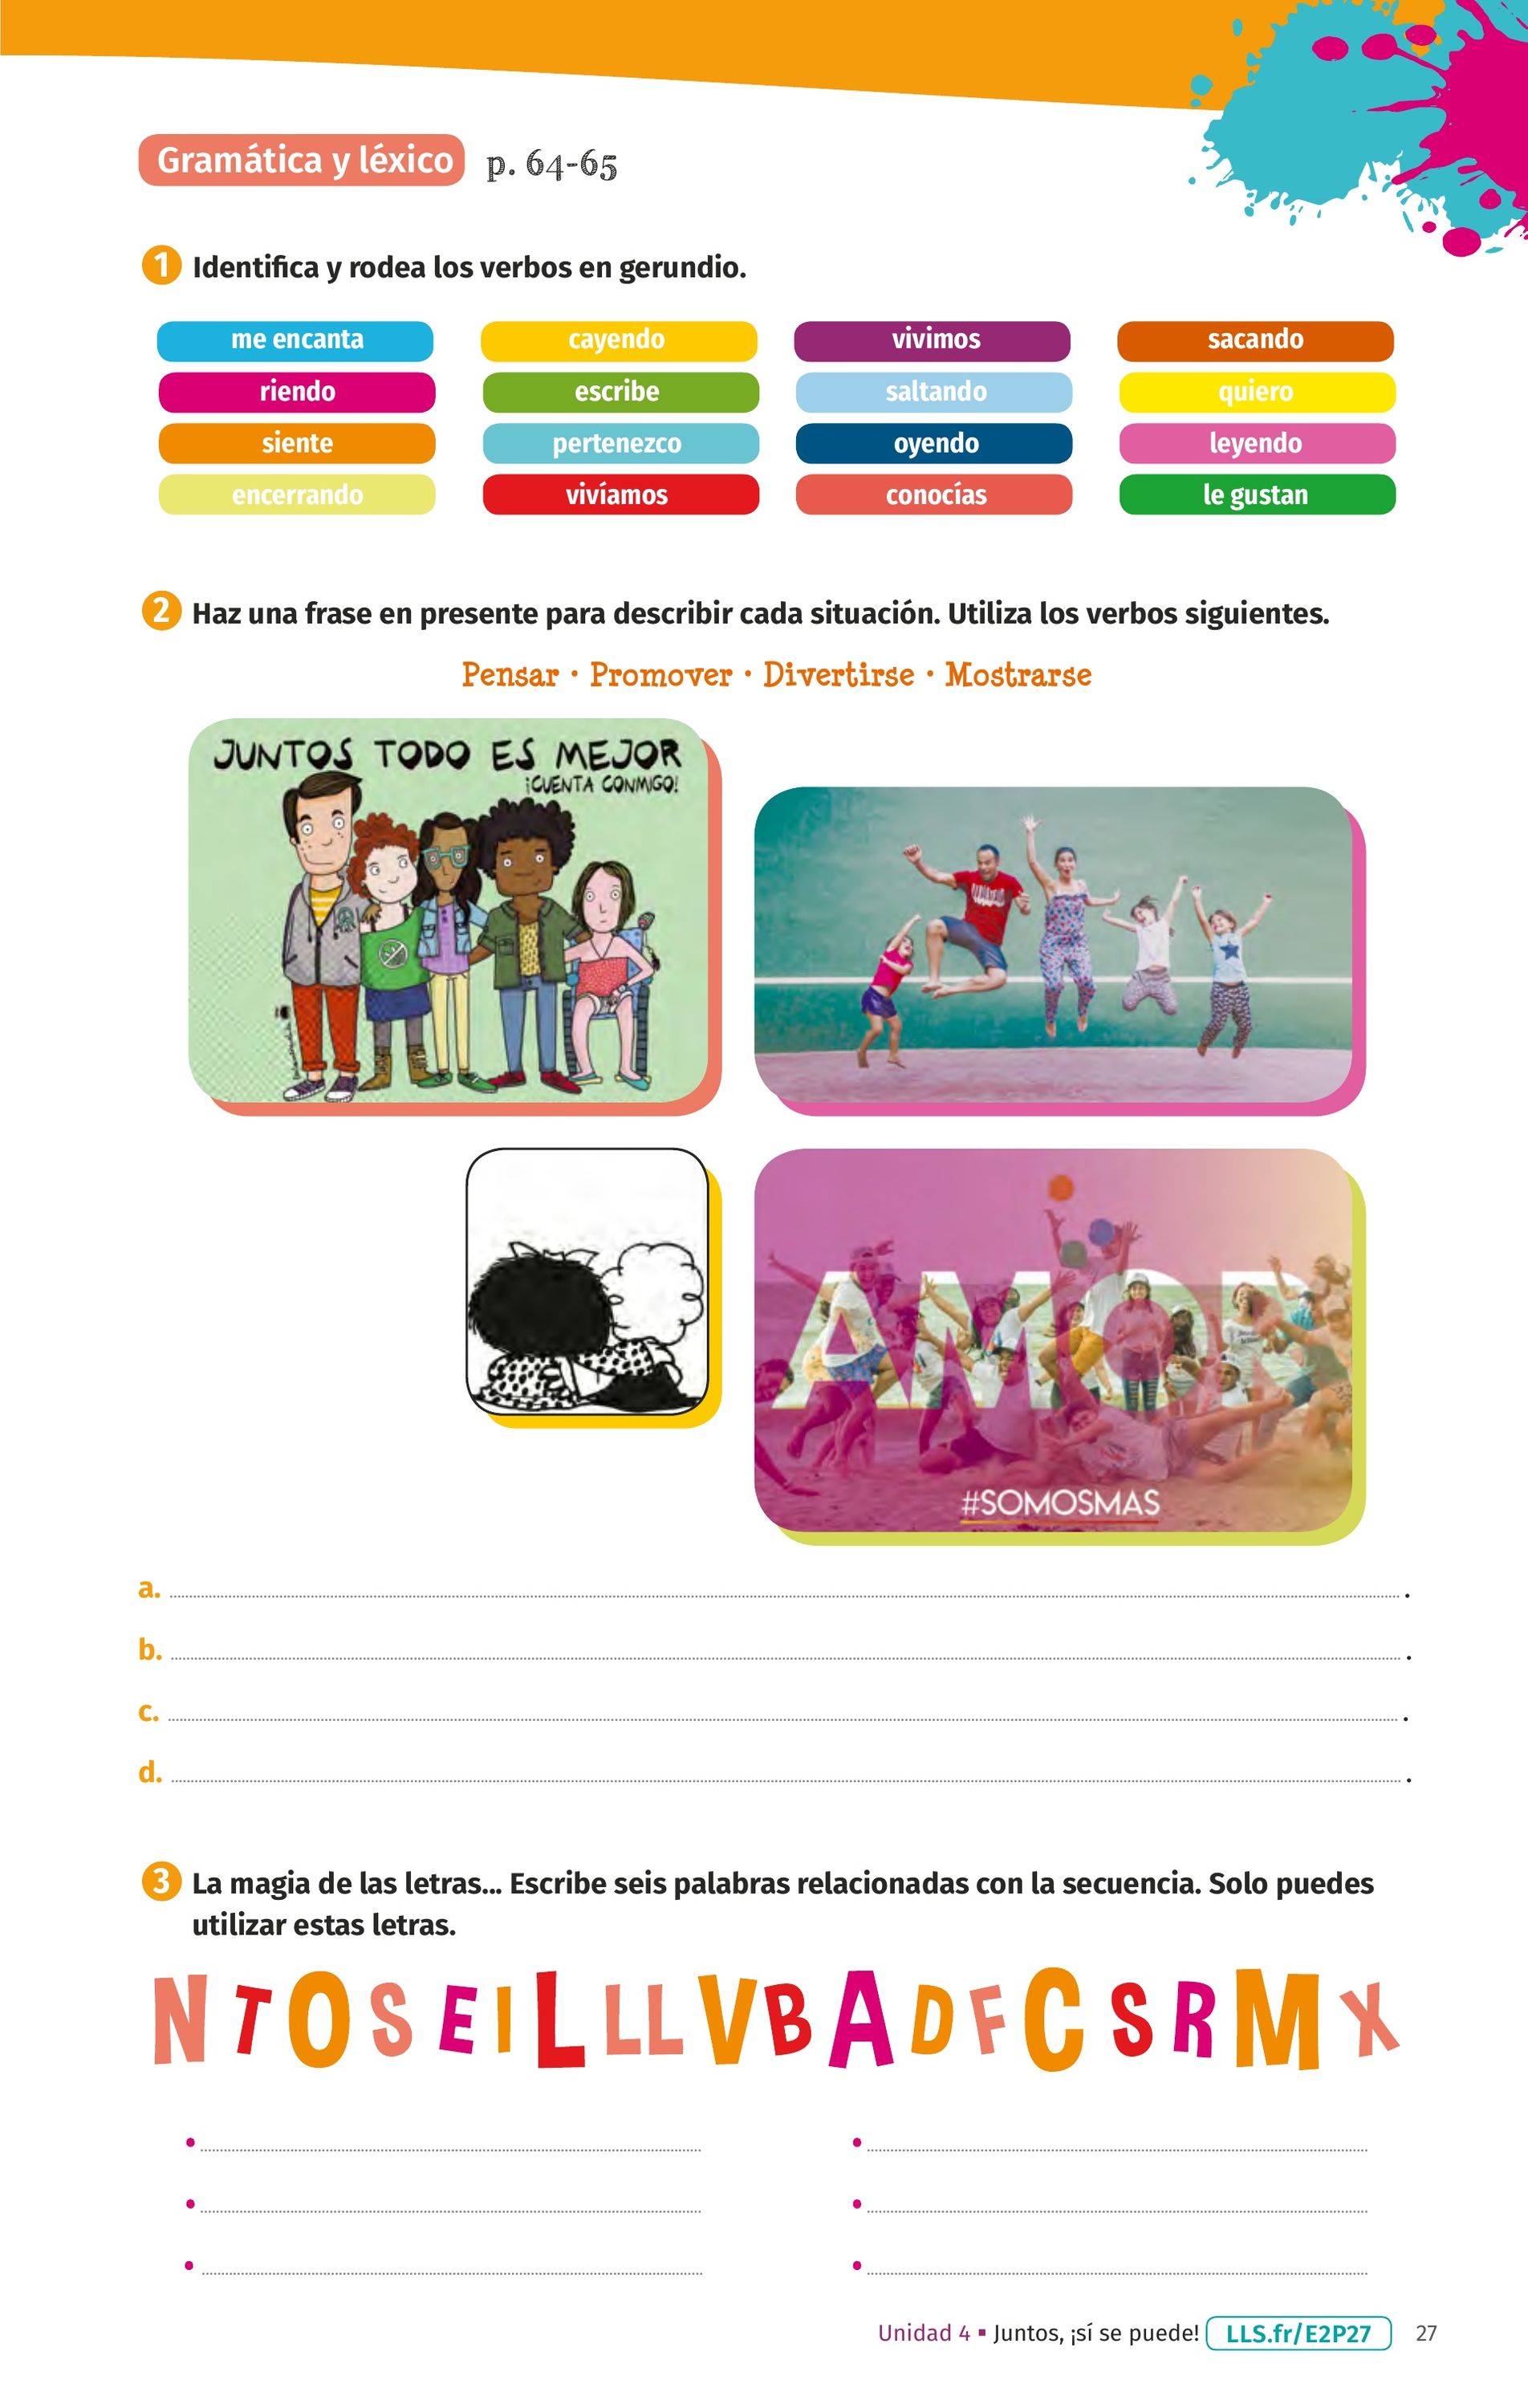 Gramática y léxico p. 64-65
1 Identifica y rodea los verbos en gerundio.
me encanta cayendo vivimos sacando
riendo escribe saltando quiero
siente pertenezco oyendo leyendo
encerrando vivíamos conocías le gustan
2 Haz una frase en presente para describir cada situación. Utiliza los verbos siguientes.
Pensar · Promover · Divertirse · Mostrarse
JUNTOS TODO ES MEJOR
¡CUENTA CONMIGO!
AMOR
#SOMOSMAS
a. .
b. .
c. .
d. .
3 La magia de las letras... Escribe seis palabras relacionadas con la secuencia. Solo puedes
utilizar estas letras.
N T O S E I L LL V B A D F C S R M X
Unidad 4 ▪ Juntos, ¡sí se puede! LLS.fr/E2P27 27